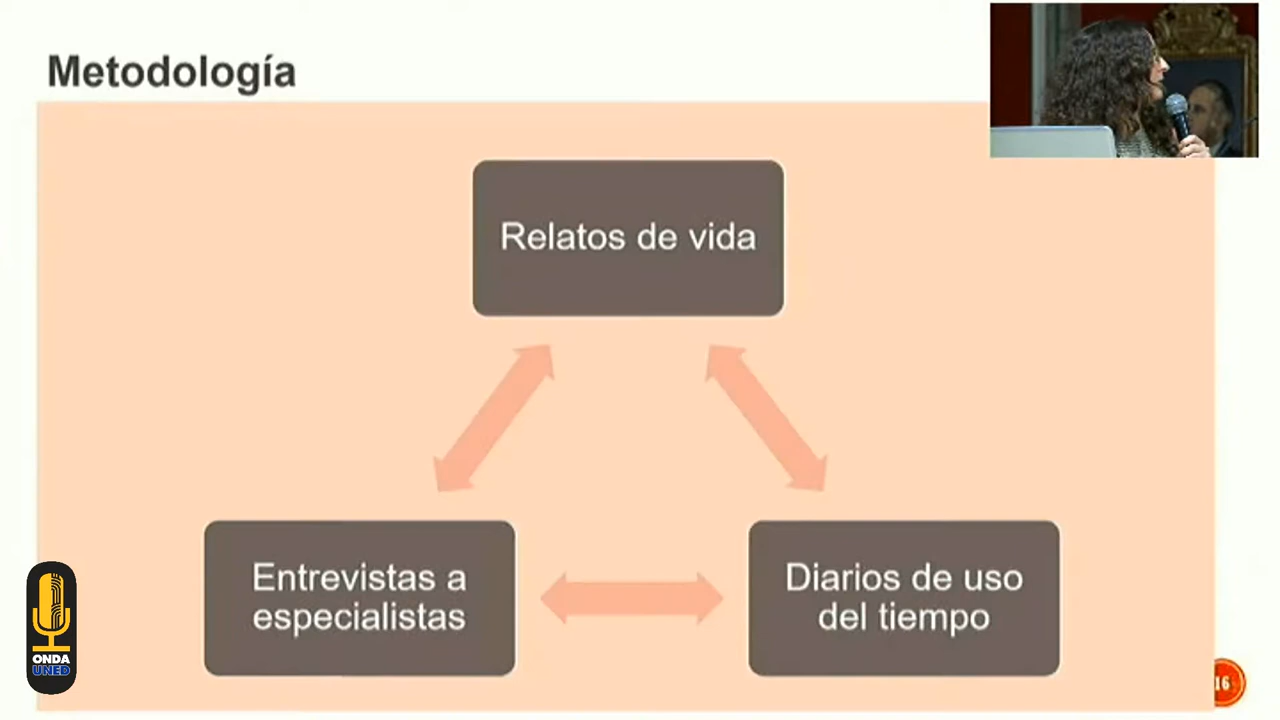 Metodología
Relatos de vida
Entrevistas a
especialistas
Diarios de uso
del tiempo
ONDA
UNED
16